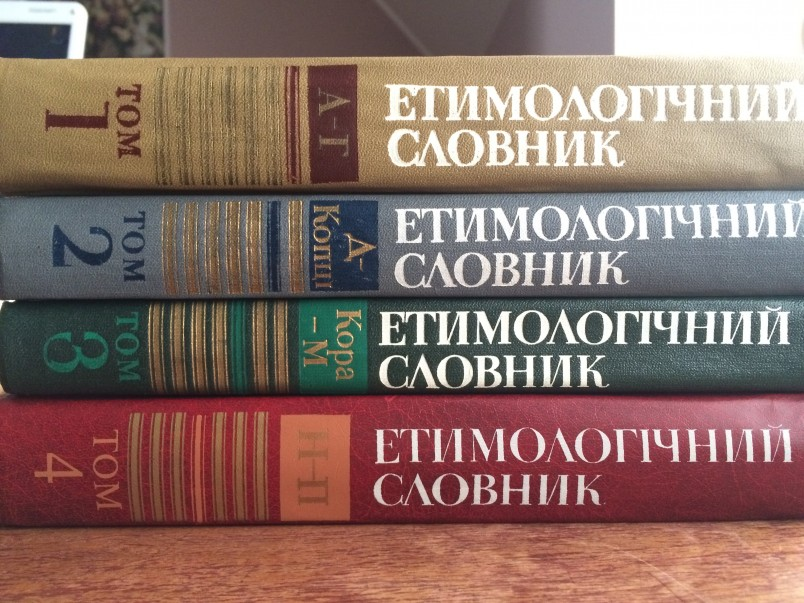 ТОМ
1
А-Г
ЕТИМОЛОГІЧНИЙ
СЛОВНИК
ТОМ
2
Д-
Копці
ЕТИМОЛОГІЧНИЙ
СЛОВНИК
ТОМ
3
Кора
-М
ЕТИМОЛОГІЧНИЙ
СЛОВНИК
ТОМ
4
Н-П
ЕТИМОЛОГІЧНИЙ
СЛОВНИК